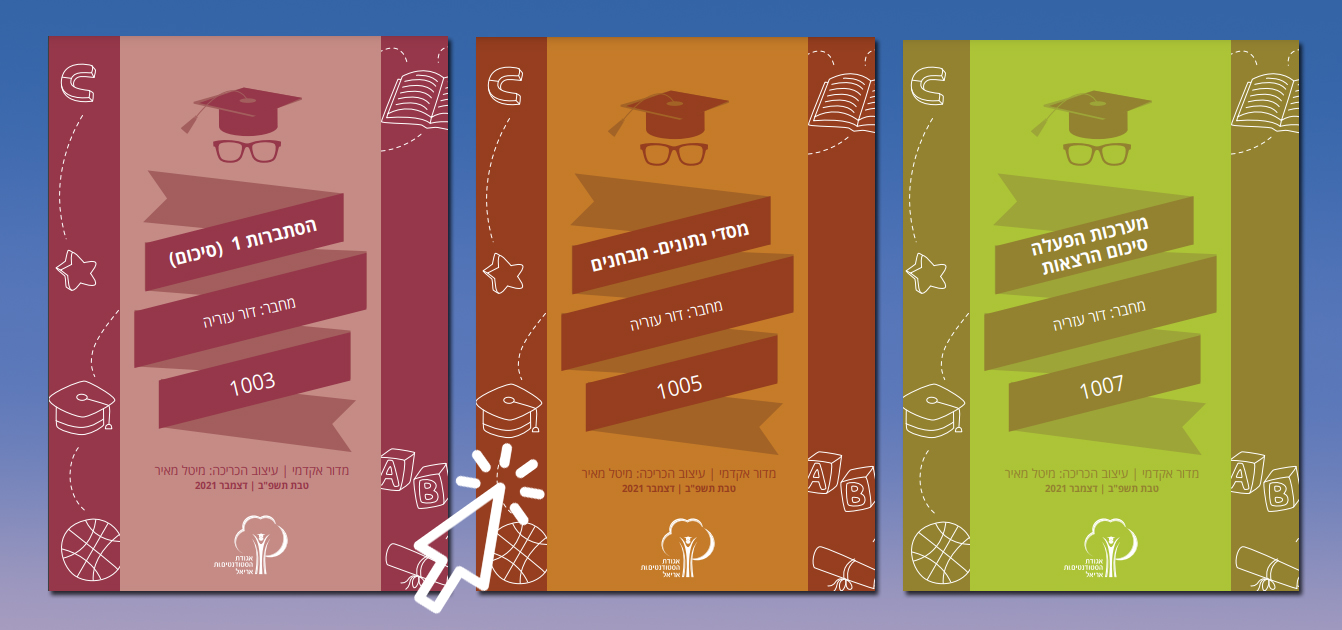 הסתברות 1 (סיכום)
מחבר: דור עזריה
1003
מדור אקדמי | עיצוב הכריכה: מיטל מאיר
טבת תשפ"ב | דצמבר 2021
אגודת
הסטודנטים.ות
אריאל
A
B
מסדי נתונים- מבחנים
מחבר: דור עזריה
1005
מדור אקדמי | עיצוב הכריכה: מיטל מאיר
טבת תשפ"ב | דצמבר 2021
אגודת
הסטודנטים.ות
אריאל
A
B
מערכות הפעלה
סיכום הרצאות
מחבר: דור עזריה
1007
מדור אקדמי | עיצוב הכריכה: מיטל מאיר
טבת תשפ"ב | דצמבר 2021
אגודת
הסטודנטים.ות
אריאל
A
B